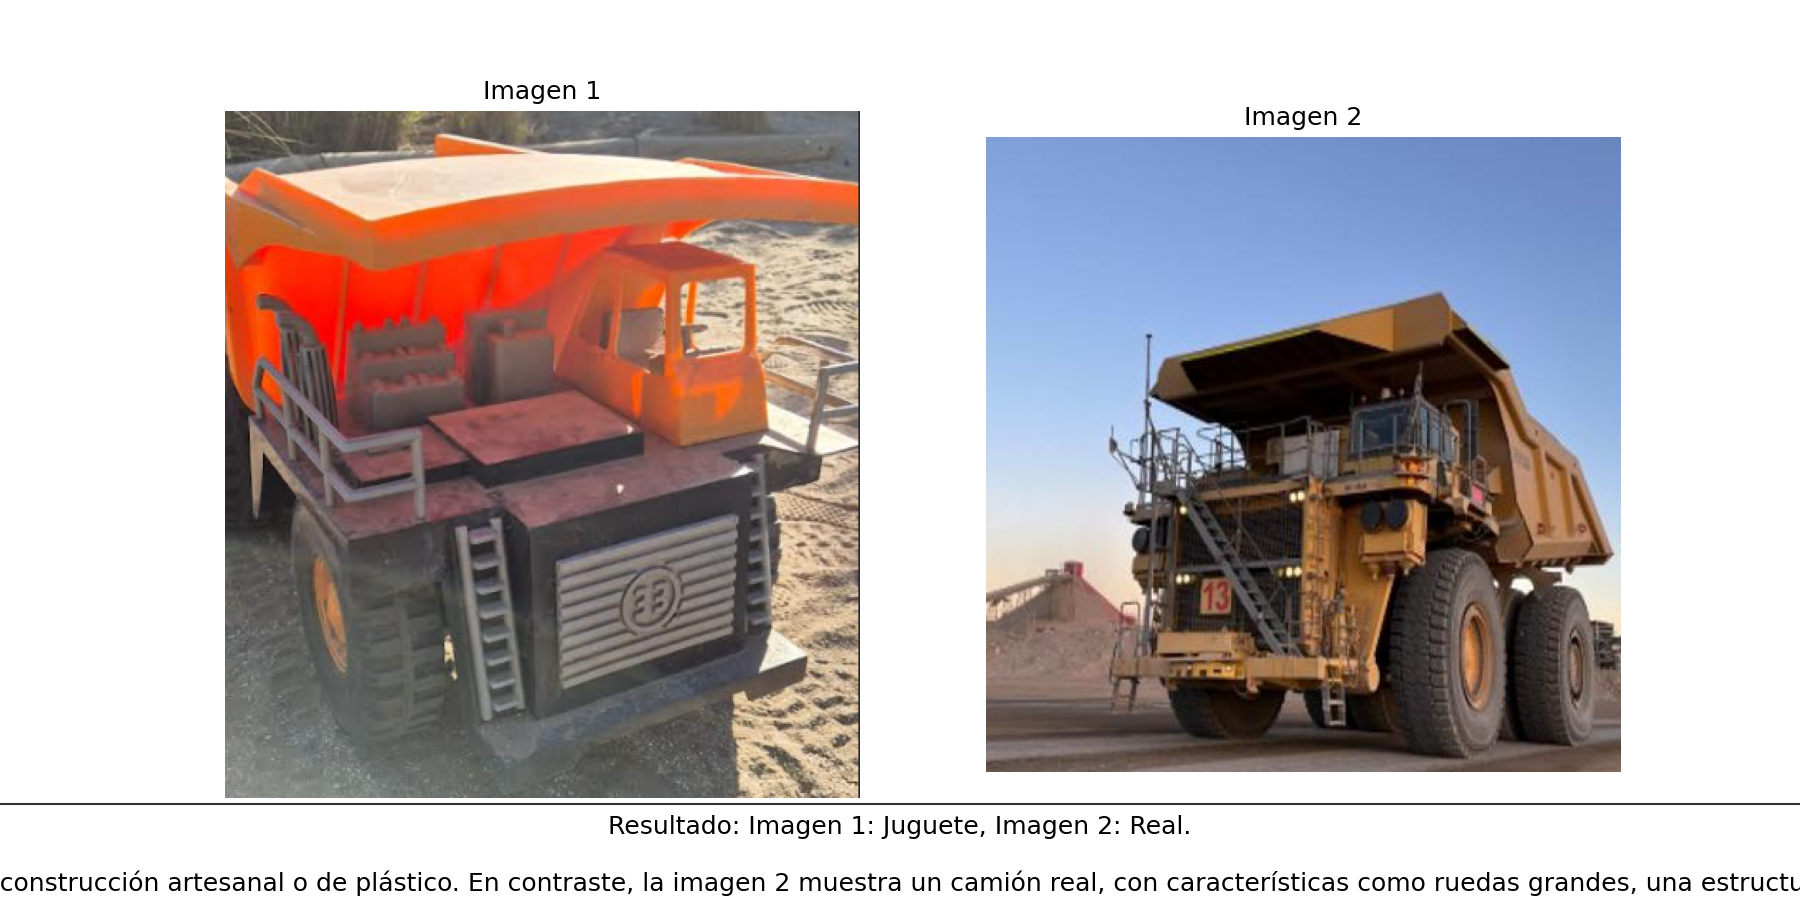 Imagen 1
Imagen 2
13
Resultado: Imagen 1: Juguete, Imagen 2: Real.
construcción artesanal o de plástico. En contraste, la imagen 2 muestra un camión real, con características como ruedas grandes, una